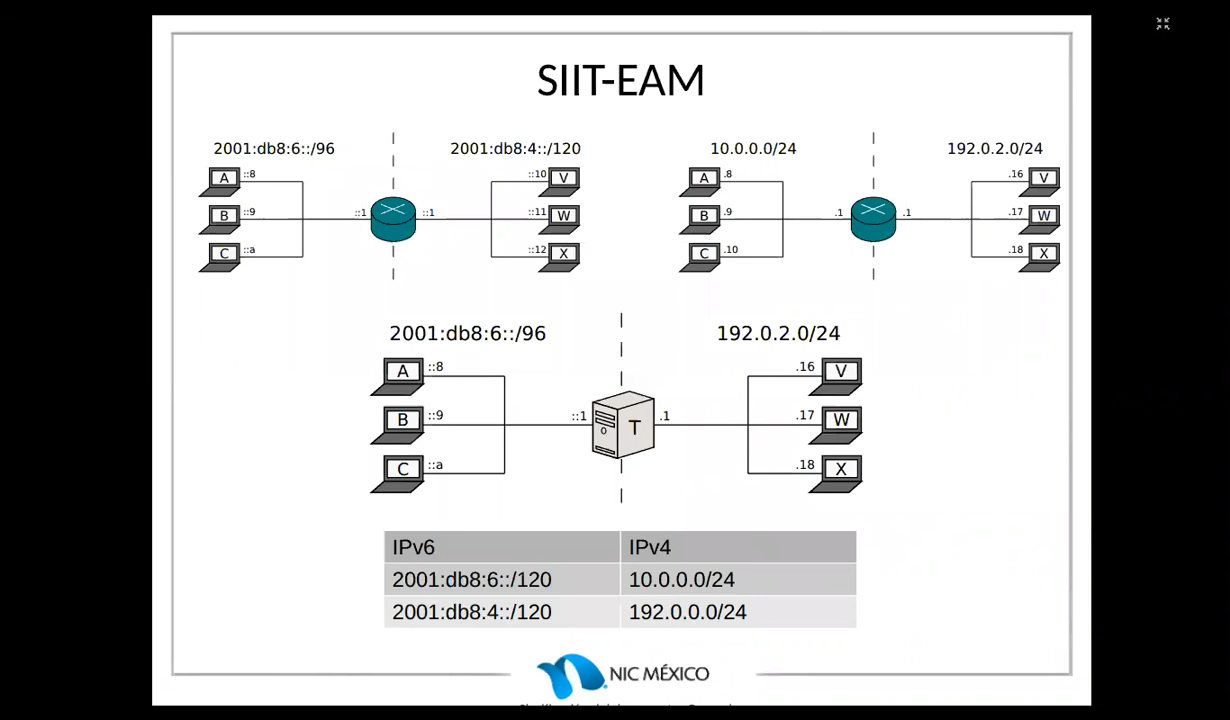 SIIT-EAM
2001:db8:6::/96
2001:db8:4::/120
10.0.0.0/24
192.0.2.0/24
A ::8 ::10 V
B ::9 ::1 ::1 ::11 W
C ::a ::12 X
A .8 .16 V
B .9 .1 .1 .17 W
C .10 .18 X
2001:db8:6::/96
192.0.2.0/24
A ::8 .16 V
B ::9 ::1 T .1 .17 W
C ::a .18 X
IPv6 IPv4
2001:db8:6::/120 10.0.0.0/24
2001:db8:4::/120 192.0.0.0/24
NIC MÉXICO